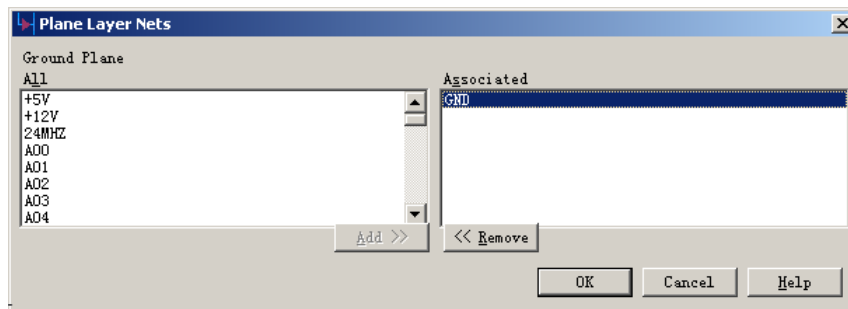 Plane Layer Nets
Ground Plane
All
Associated
+5V
+12V
24MHZ
A00
A01
A02
A03
A04
GND
Add >>
<< Remove
OK
Cancel
Help